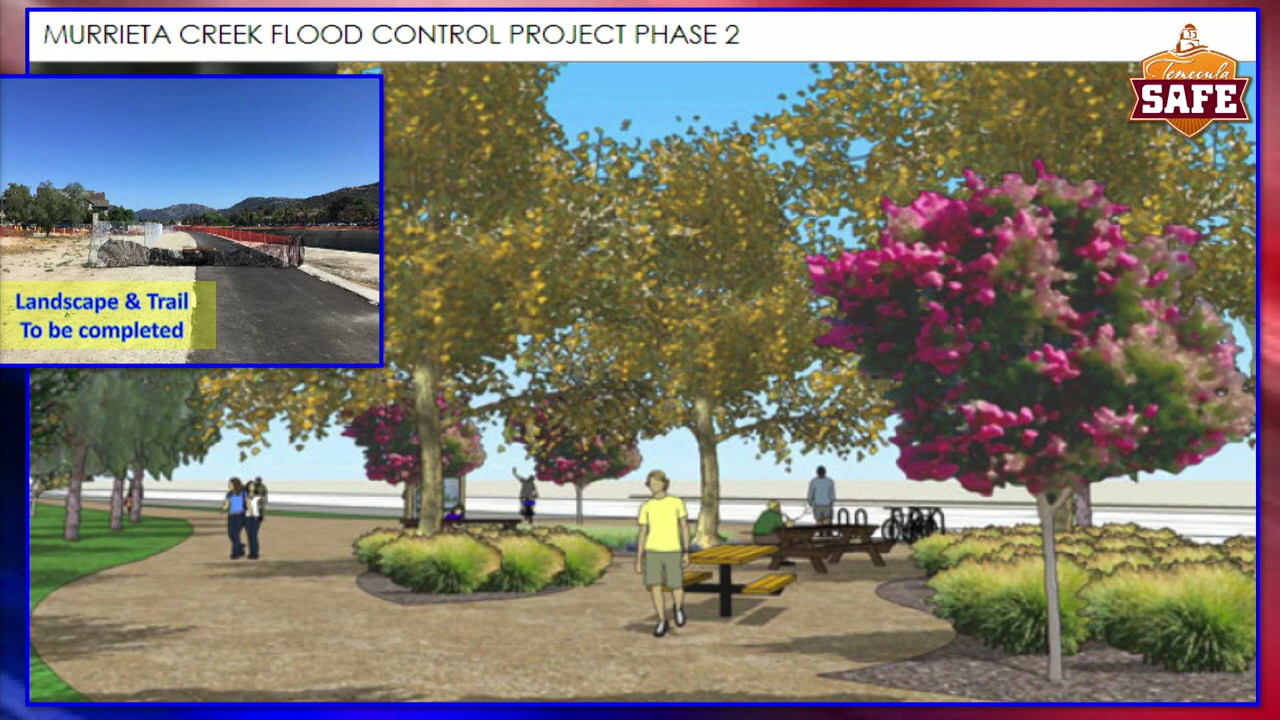 MURRIETA CREEK FLOOD CONTROL PROJECT PHASE 2
Temecula
SAFE
Landscape & Trail
To be completed